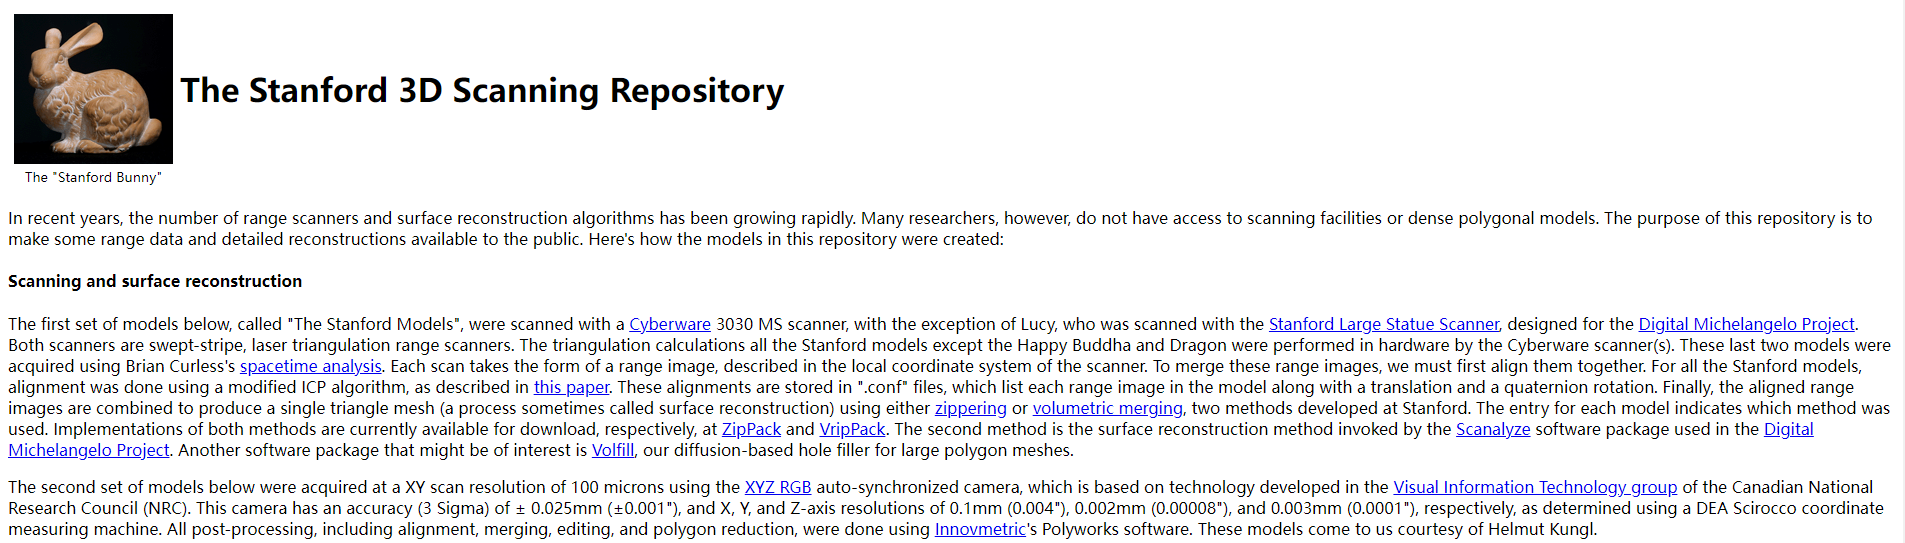 The Stanford 3D Scanning Repository
The "Stanford Bunny"
In recent years, the number of range scanners and surface reconstruction algorithms has been growing rapidly. Many researchers, however, do not have access to scanning facilities or dense polygonal models. The purpose of this repository is to
make some range data and detailed reconstructions available to the public. Here's how the models in this repository were created:
Scanning and surface reconstruction
The first set of models below, called "The Stanford Models", were scanned with a Cyberware 3030 MS scanner, with the exception of Lucy, who was scanned with the Stanford Large Statue Scanner, designed for the Digital Michelangelo Project.
Both scanners are swept-stripe, laser triangulation range scanners. The triangulation calculations all the Stanford models except the Happy Buddha and Dragon were performed in hardware by the Cyberware scanner(s). These last two models were
acquired using Brian Curless's spacetime analysis. Each scan takes the form of a range image, described in the local coordinate system of the scanner. To merge these range images, we must first align them together. For all the Stanford models,
alignment was done using a modified ICP algorithm, as described in this paper. These alignments are stored in ".conf" files, which list each range image in the model along with a translation and a quaternion rotation. Finally, the aligned range
images are combined to produce a single triangle mesh (a process sometimes called surface reconstruction) using either zippering or volumetric merging, two methods developed at Stanford. The entry for each model indicates which method was
used. Implementations of both methods are currently available for download, respectively, at ZipPack and VripPack. The second method is the surface reconstruction method invoked by the Scanalyze software package used in the Digital
Michelangelo Project. Another software package that might be of interest is Volfill, our diffusion-based hole filler for large polygon meshes.
The second set of models below were acquired at a XY scan resolution of 100 microns using the XYZ RGB auto-synchronized camera, which is based on technology developed in the Visual Information Technology group of the Canadian National
Research Council (NRC). This camera has an accuracy (3 Sigma) of ± 0.025mm (±0.001"), and X, Y, and Z-axis resolutions of 0.1mm (0.004"), 0.002mm (0.00008"), and 0.003mm (0.0001"), respectively, as determined using a DEA Scirocco coordinate
measuring machine. All post-processing, including alignment, merging, editing, and polygon reduction, were done using Innovmetric's Polyworks software. These models come to us courtesy of Helmut Kungl.